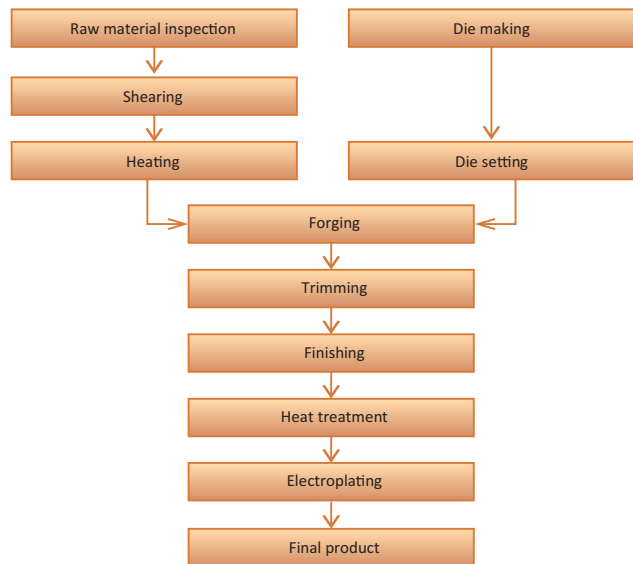 Raw material inspection
Die making
Shearing
Heating
Die setting
Forging
Trimming
Finishing
Heat treatment
Electroplating
Final product